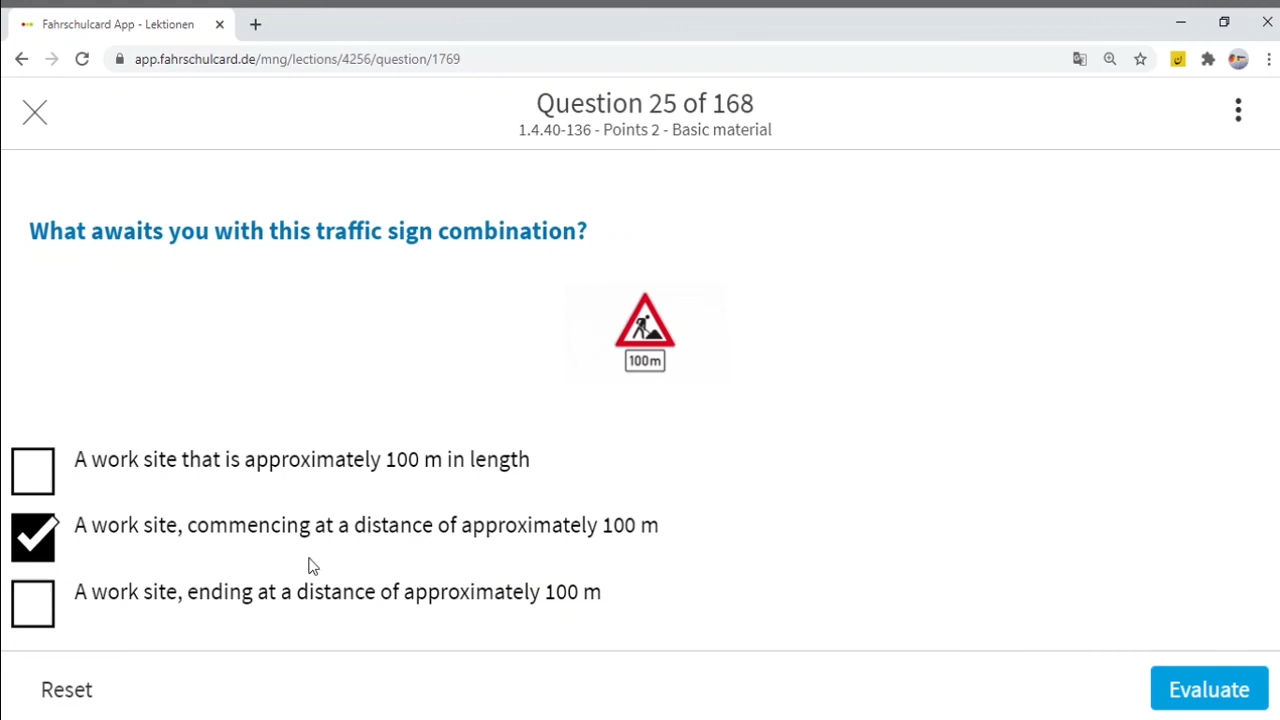 Fahrschulcard App - Lektionen
app.fahrschulcard.de/mng/lections/4256/question/1769
Question 25 of 168
1.4.40-136 - Points 2 - Basic material
What awaits you with this traffic sign combination?
100 m
A work site that is approximately 100 m in length
A work site, commencing at a distance of approximately 100 m
A work site, ending at a distance of approximately 100 m
Reset
Evaluate